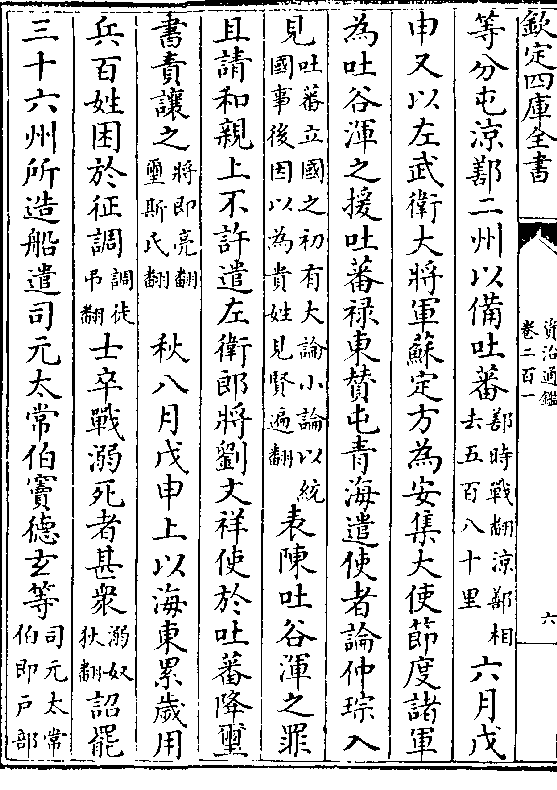 欽定四庫全書
資治通鑑
卷二百一
六
等分屯涼鄯二州以備吐蕃鄯時戰翻涼鄯相去五百八十里六月戊
申又以左武衛大將軍蘇定方為安集大使節度諸軍
為吐谷渾之援吐蕃禄東賛屯青海遣使者論仲琮入
見吐蕃立國之初有大論小論以統國事後因以為貴姓見賢遍翻表陳吐谷渾之罪
且請和親上不許遣左衛郎將劉文祥使於吐蕃降璽
書責讓之將即亮翻璽斯氏翻秋八月戊申上以海東累歲用
兵百姓困於征調調徒吊翻士卒戰溺死者甚衆溺奴狄翻詔罷
三十六州所造船遣司元太常伯竇德玄等司元太常伯即戶部